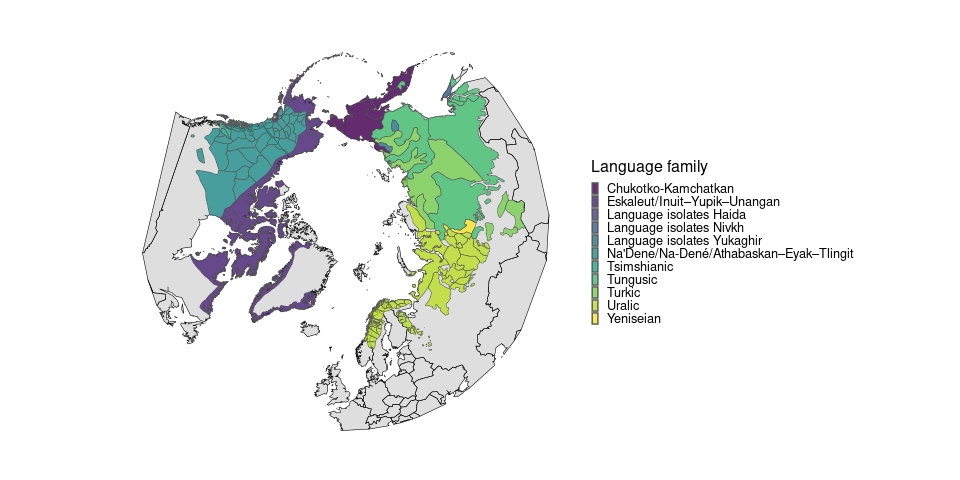 Language family
Chukotko-Kamchatkan
Eskaleut/Inuit–Yupik–Unangan
Language isolates Haida
Language isolates Nivkh
Language isolates Yukaghir
Na'Dene/Na-Dené/Athabaskan–Eyak–Tlingit
Tsimshianic
Tungusic
Turkic
Uralic
Yeniseian